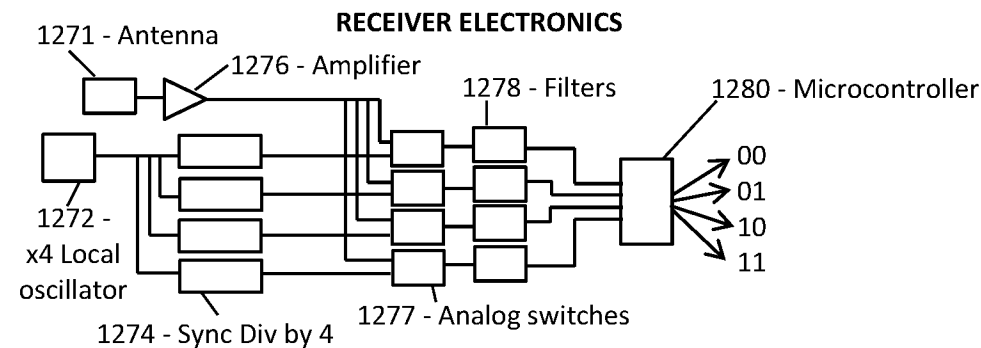 RECEIVER ELECTRONICS
1271 - Antenna
1276 - Amplifier
1278 - Filters
1280 - Microcontroller
00
01
10
11
1272 -
x4 Local
oscillator
1277 - Analog switches
1274 - Sync Div by 4